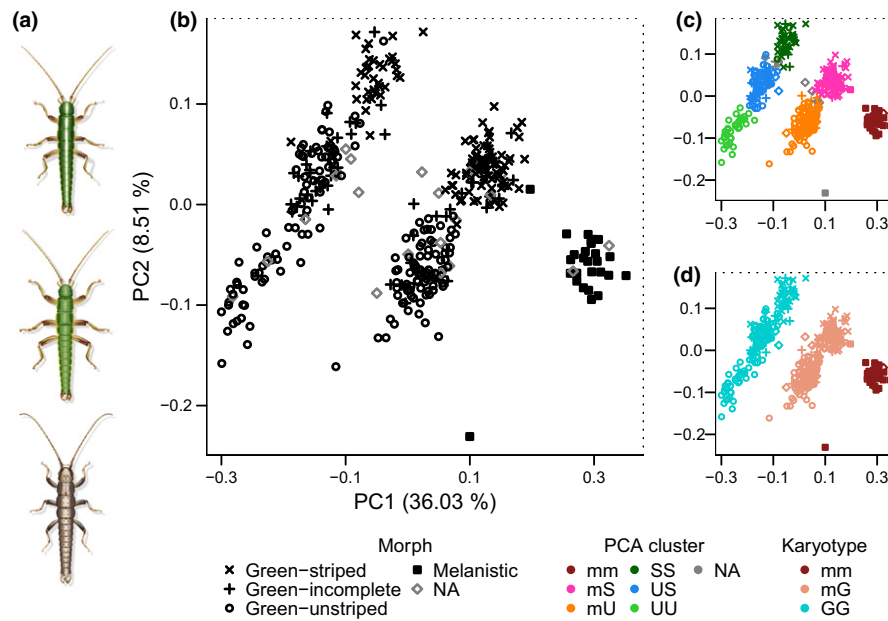 (a)
(b)
(c)
(d)
PC2 (8.51 %)
0.1
0.0
−0.1
−0.2
−0.3
−0.1
0.1
0.3
PC1 (36.03 %)
0.1
0.0
−0.1
−0.2
−0.3
−0.1
0.1
0.3
0.1
0.0
−0.1
−0.2
−0.3
−0.1
0.1
0.3
Morph
Green−striped
Green−incomplete
Green−unstriped
Melanistic
NA
PCA cluster
mm
mS
mU
SS
US
UU
NA
Karyotype
mm
mG
GG